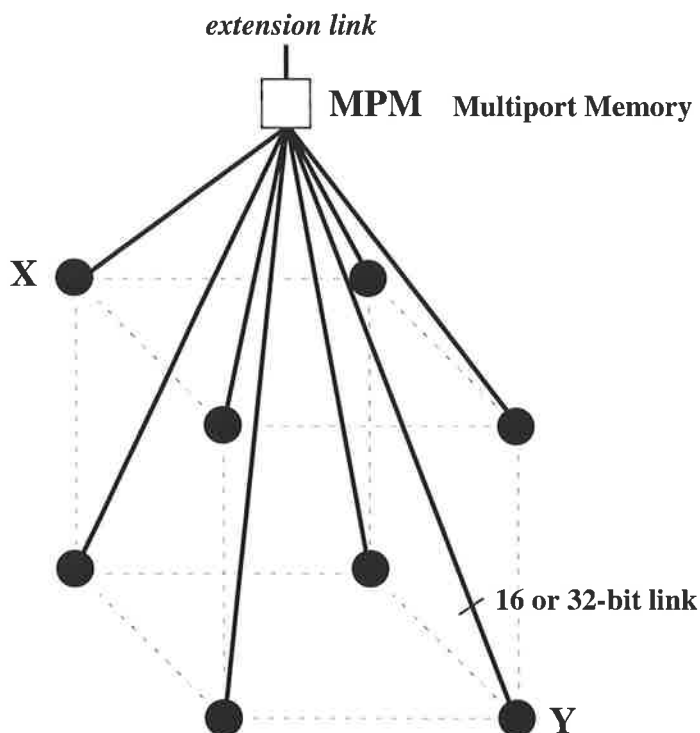 extension link
MPM Multiport Memory
X
16 or 32-bit link
Y